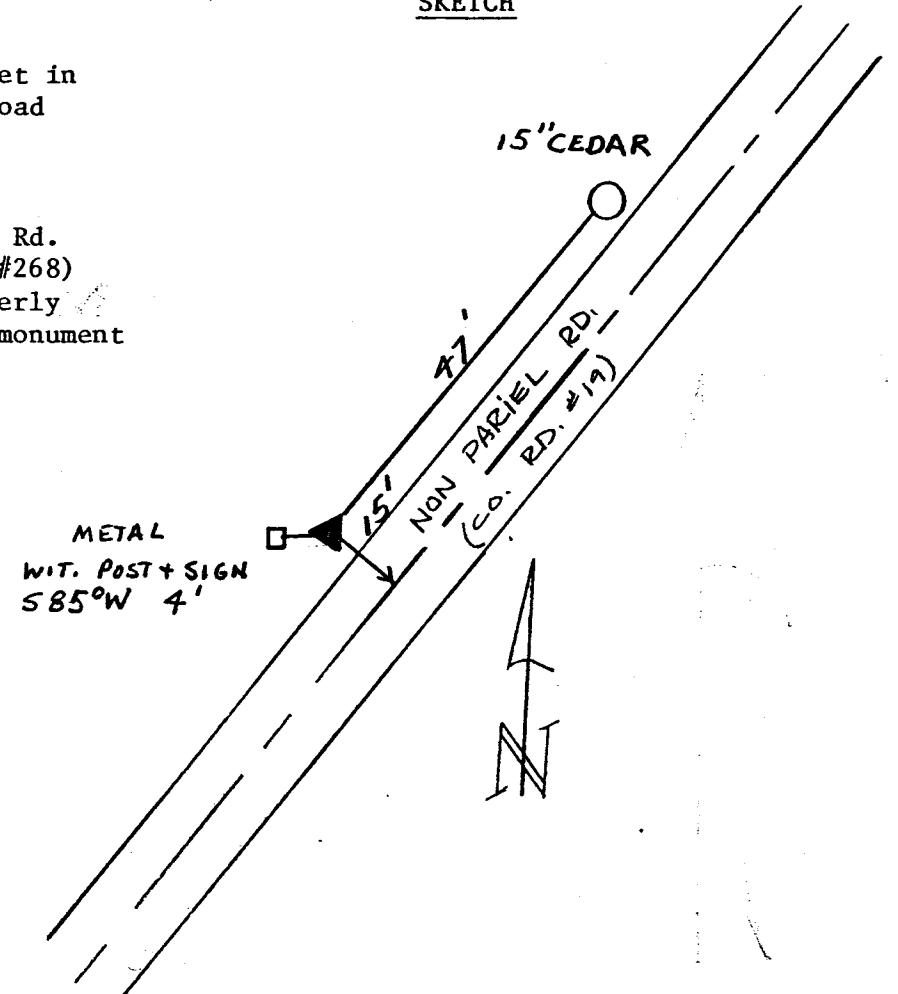 SKETCH
et in
oad
Rd.
#268)
erly
monument
15" CEDAR
47'
15'
NON PARIEL RD.
(CO. RD. #19)
METAL
WIT. POST + SIGN
S85°W 4'
N